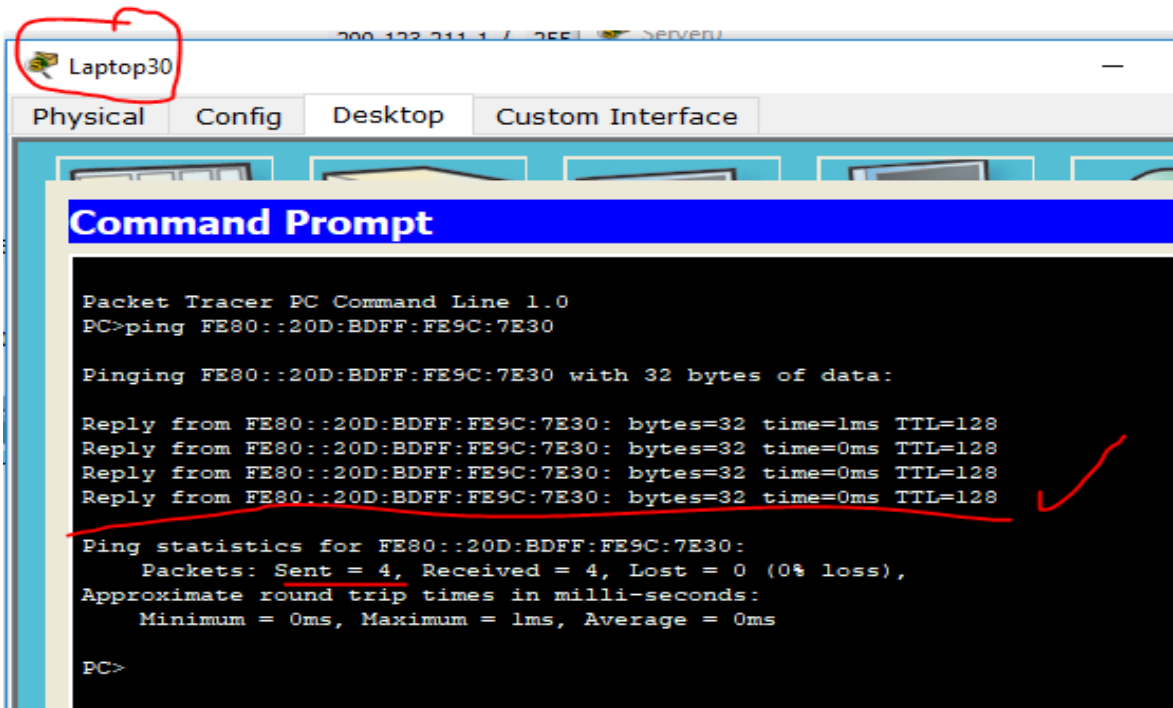 Laptop30
Physical Config Desktop Custom Interface
Command Prompt
Packet Tracer PC Command Line 1.0
PC>ping FE80::20D:BDFF:FE9C:7E30
Pinging FE80::20D:BDFF:FE9C:7E30 with 32 bytes of data:
Reply from FE80::20D:BDFF:FE9C:7E30: bytes=32 time=1ms TTL=128
Reply from FE80::20D:BDFF:FE9C:7E30: bytes=32 time=0ms TTL=128
Reply from FE80::20D:BDFF:FE9C:7E30: bytes=32 time=0ms TTL=128
Reply from FE80::20D:BDFF:FE9C:7E30: bytes=32 time=0ms TTL=128
Ping statistics for FE80::20D:BDFF:FE9C:7E30:
Packets: Sent = 4, Received = 4, Lost = 0 (0% loss),
Approximate round trip times in milli-seconds:
Minimum = 0ms, Maximum = 1ms, Average = 0ms
PC>